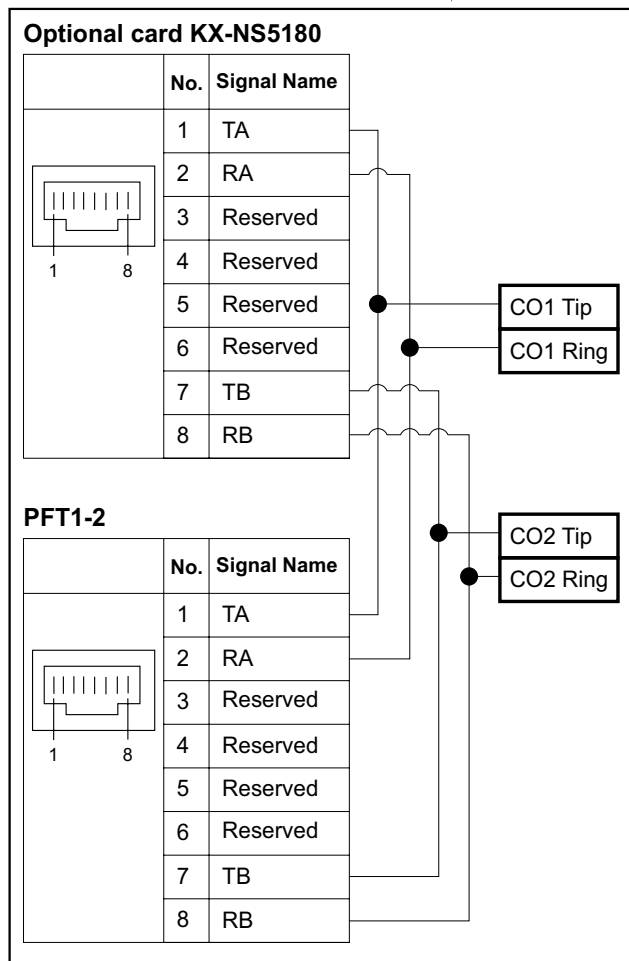 Optional card KX-NS5180
No. Signal Name
1 TA
2 RA
3 Reserved
4 Reserved
5 Reserved
6 Reserved
7 TB
8 RB
1 8
CO1 Tip
CO1 Ring
CO2 Tip
CO2 Ring
PFT1-2
No. Signal Name
1 TA
2 RA
3 Reserved
4 Reserved
5 Reserved
6 Reserved
7 TB
8 RB
1 8